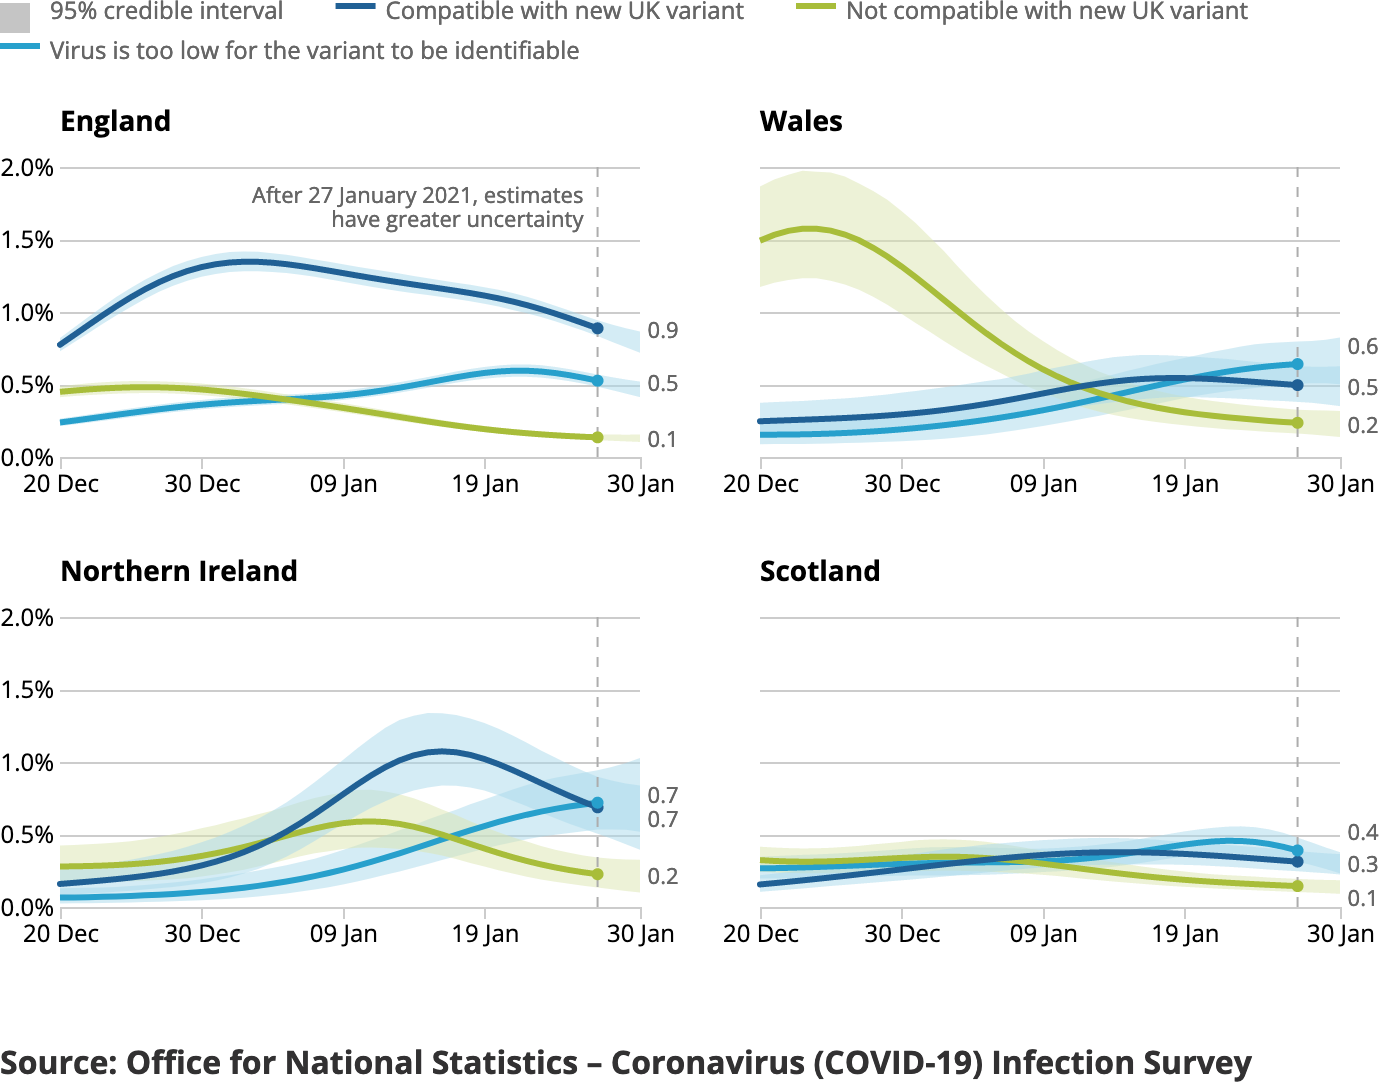 95% credible interval
Compatible with new UK variant
Not compatible with new UK variant
Virus is too low for the variant to be identifiable
England
2.0%
1.5%
1.0%
0.5%
0.0%
After 27 January 2021, estimates
have greater uncertainty
0.9
0.5
0.1
20 Dec
30 Dec
09 Jan
19 Jan
30 Jan
Wales
0.6
0.5
0.2
20 Dec
30 Dec
09 Jan
19 Jan
30 Jan
Northern Ireland
2.0%
1.5%
1.0%
0.5%
0.0%
0.7
0.7
0.2
20 Dec
30 Dec
09 Jan
19 Jan
30 Jan
Scotland
0.4
0.3
0.1
20 Dec
30 Dec
09 Jan
19 Jan
30 Jan
Source: Office for National Statistics – Coronavirus (COVID-19) Infection Survey